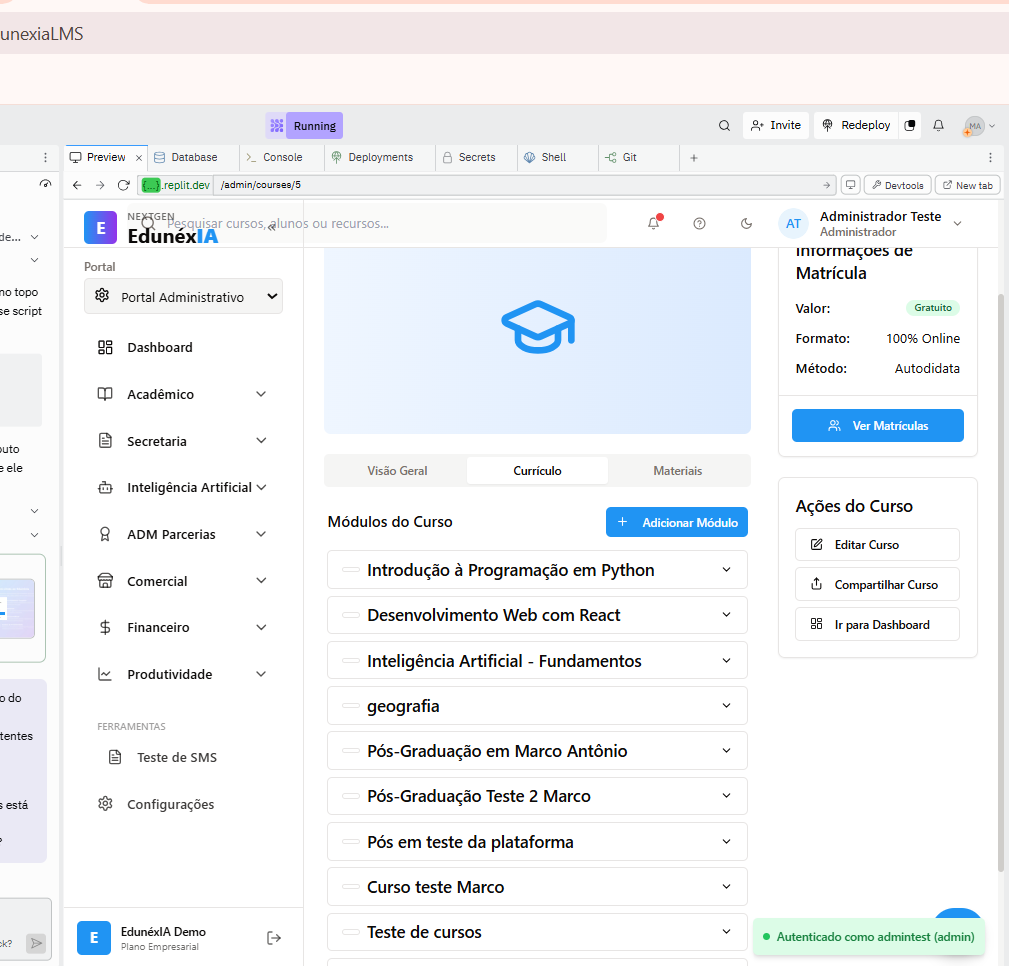 unexiaLMS
Running
Invite
Redeploy
MA
Preview
Database
Console
Deployments
Secrets
Shell
Git
{...}.replit.dev
/admin/courses/5
Devtools
New tab
de...
no topo
se script
outo
e ele
o do
tentes
s está
ck?
E
NEXTGEN
EdunéxIA
Pesquisar cursos, alunos ou recursos...
AT
Administrador Teste
Administrador
Portal
Portal Administrativo
Dashboard
Acadêmico
Secretaria
Inteligência Artificial
ADM Parcerias
Comercial
Financeiro
Produtividade
FERRAMENTAS
Teste de SMS
Configurações
E
EdunéxIA Demo
Plano Empresarial
Visão Geral
Currículo
Materiais
Módulos do Curso
Adicionar Módulo
Introdução à Programação em Python
Desenvolvimento Web com React
Inteligência Artificial - Fundamentos
geografia
Pós-Graduação em Marco Antônio
Pós-Graduação Teste 2 Marco
Pós em teste da plataforma
Curso teste Marco
Teste de cursos
Informações de
Matrícula
Valor:
Gratuito
Formato:
100% Online
Método:
Autodidata
Ver Matrículas
Ações do Curso
Editar Curso
Compartilhar Curso
Ir para Dashboard
Autenticado como admintest (admin)